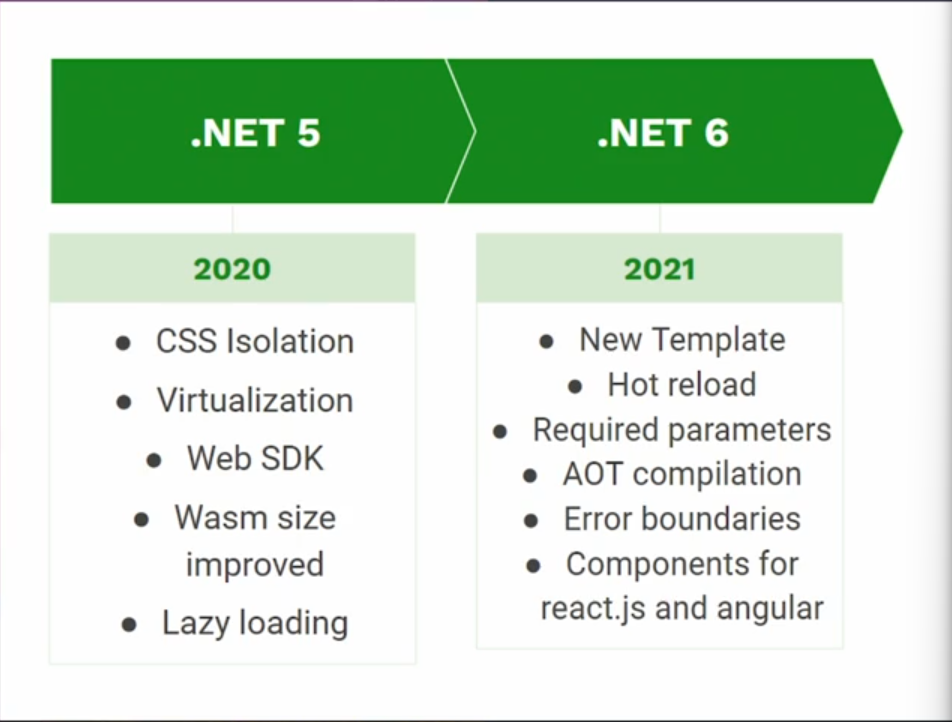 .NET 5
.NET 6
2020
● CSS Isolation
● Virtualization
● Web SDK
● Wasm size
improved
● Lazy loading
2021
● New Template
● Hot reload
● Required parameters
● AOT compilation
● Error boundaries
● Components for
react.js and angular